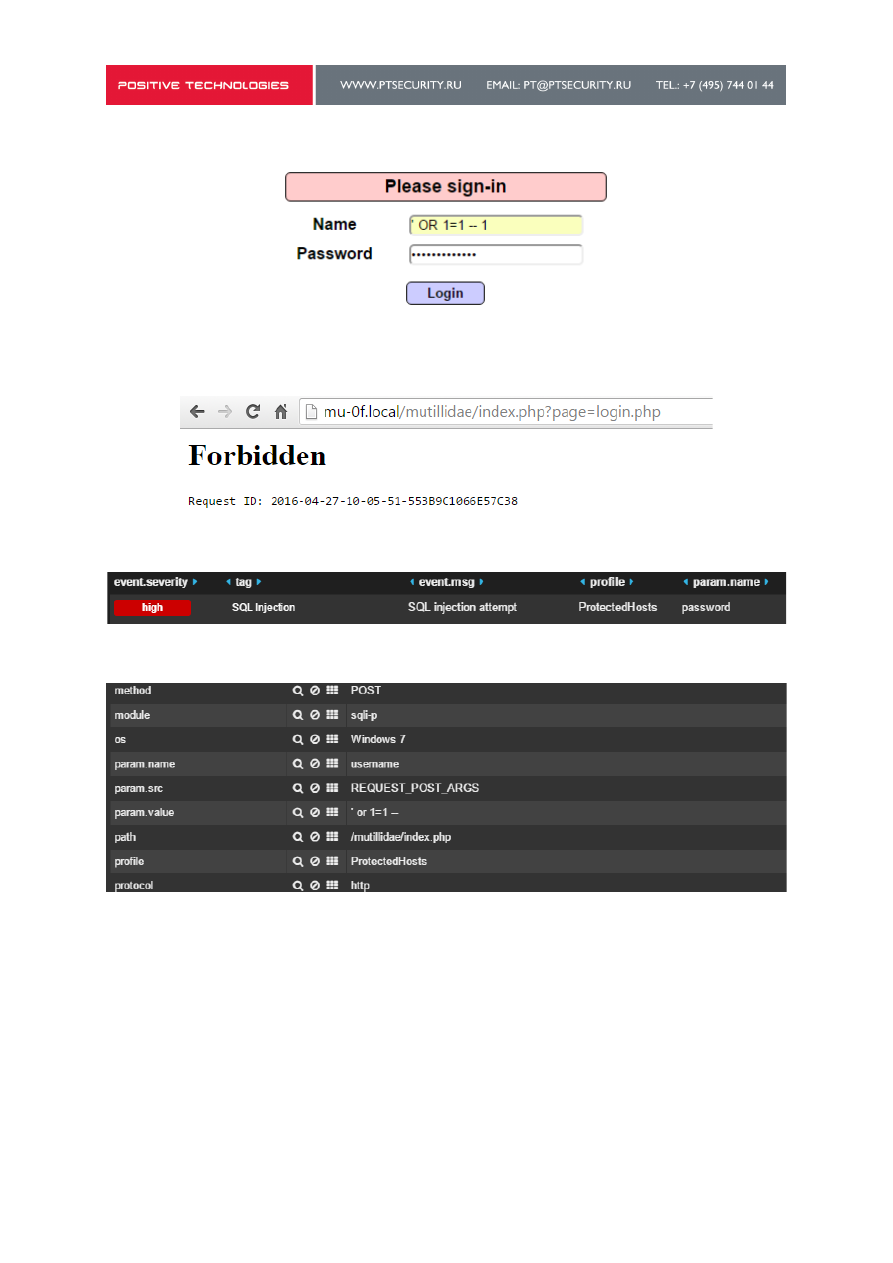 POSITIVE TECHNOLOGIES WWW.PTSECURITY.RU EMAIL: PT@PTSECURITY.RU TEL.: +7 (495) 744 01 44
Please sign-in
Name ' OR 1=1 -- 1
Password •••••••••••••
Login
mu-0f.local/mutillidae/index.php?page=login.php
Forbidden
Request ID: 2016-04-27-10-05-51-553B9C1066E57C38
event.severity tag event.msg profile param.name
high SQL Injection SQL injection attempt ProtectedHosts password
method POST
module sqli-p
os Windows 7
param.name username
param.src REQUEST_POST_ARGS
param.value ' or 1=1 --
path /mutillidae/index.php
profile ProtectedHosts
protocol http